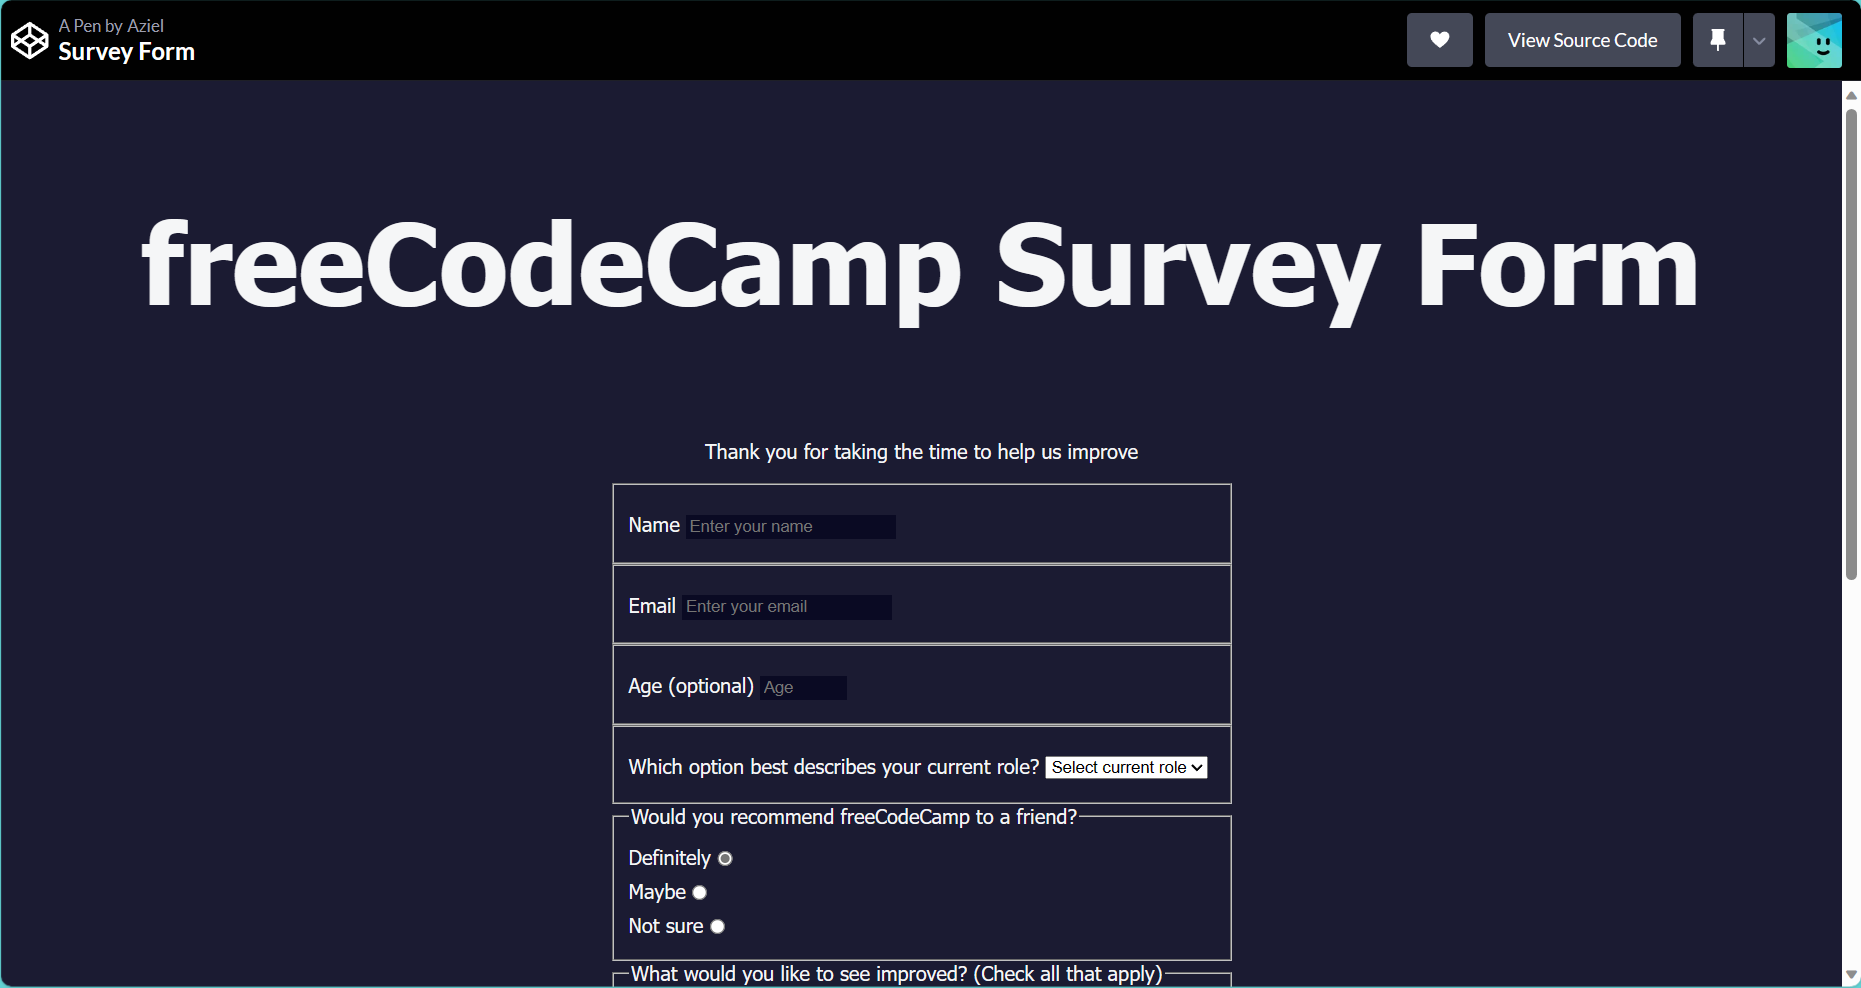 A Pen by Aziel
Survey Form
View Source Code
freeCodeCamp Survey Form
Thank you for taking the time to help us improve
Name Enter your name
Email Enter your email
Age (optional) Age
Which option best describes your current role? Select current role
Would you recommend freeCodeCamp to a friend?
Definitely
Maybe
Not sure
What would you like to see improved? (Check all that apply)